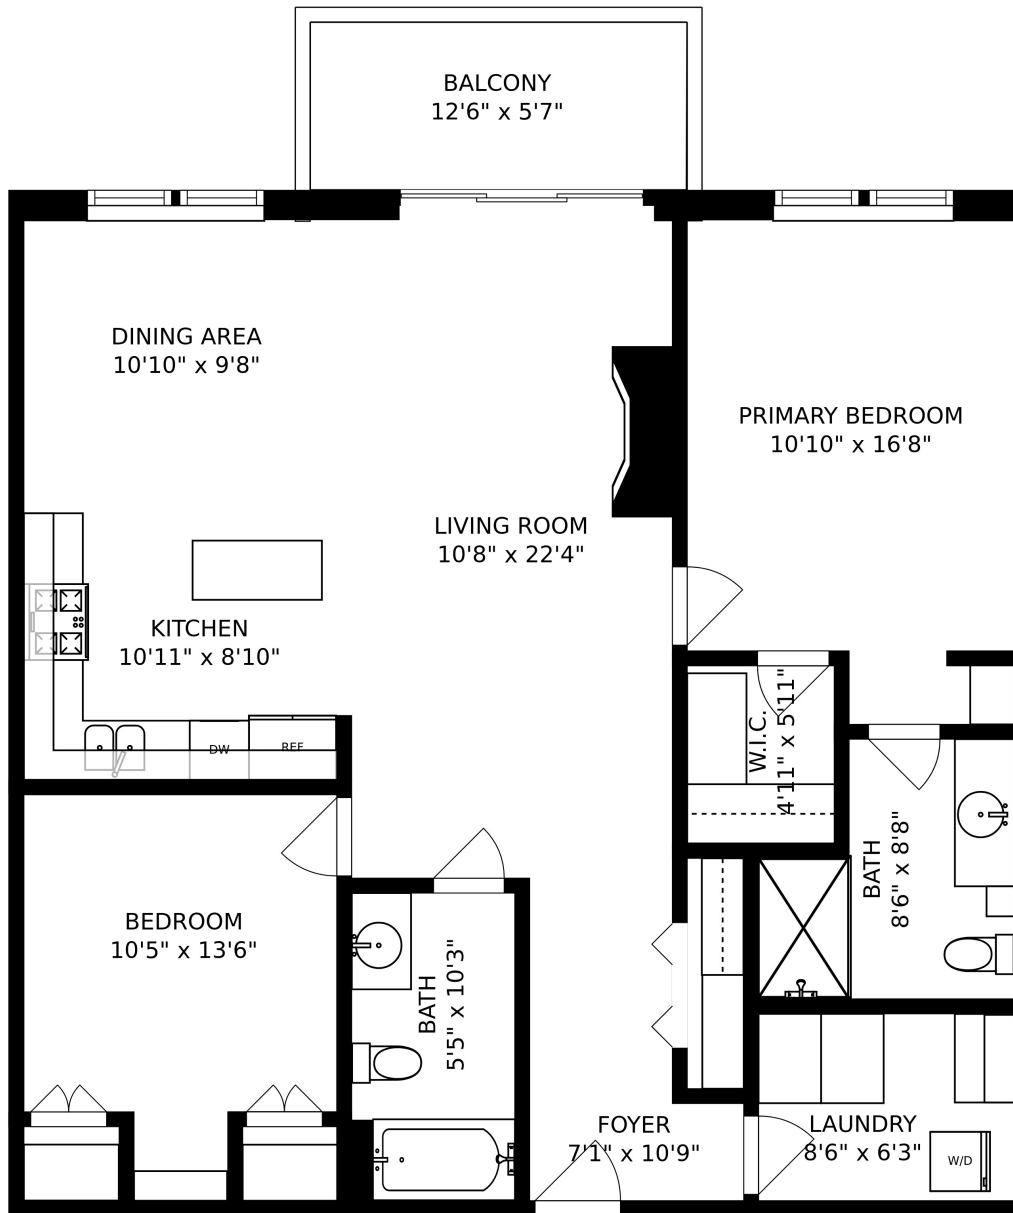 BALCONY
12'6" x 5'7"
DINING AREA
10'10" x 9'8"
PRIMARY BEDROOM
10'10" x 16'8"
LIVING ROOM
10'8" x 22'4"
KITCHEN
10'11" x 8'10"
DW
REF
W.I.C.
4'11" x 5'11"
BATH
8'6" x 8'8"
BEDROOM
10'5" x 13'6"
BATH
5'5" x 10'3"
FOYER
7'1" x 10'9"
LAUNDRY
8'6" x 6'3"
W/D